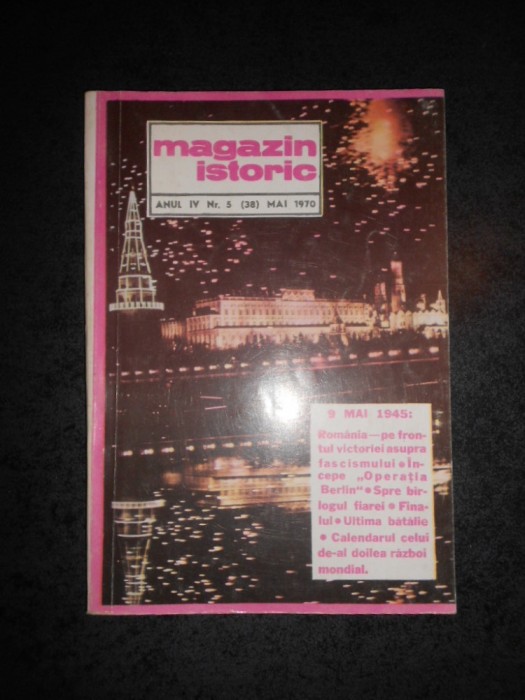 magazin
istoric
ANUL IV Nr. 5 (38) MAI 1970
9 MAI 1945:
România—pe fron-
tul victoriei asupra
fascismului • În-
cepe „Operația
Berlin“ • Spre bîr-
logul fiarei • Fina-
lul • Ultima bătălie
• Calendarul celui
de-al doilea război
mondial.